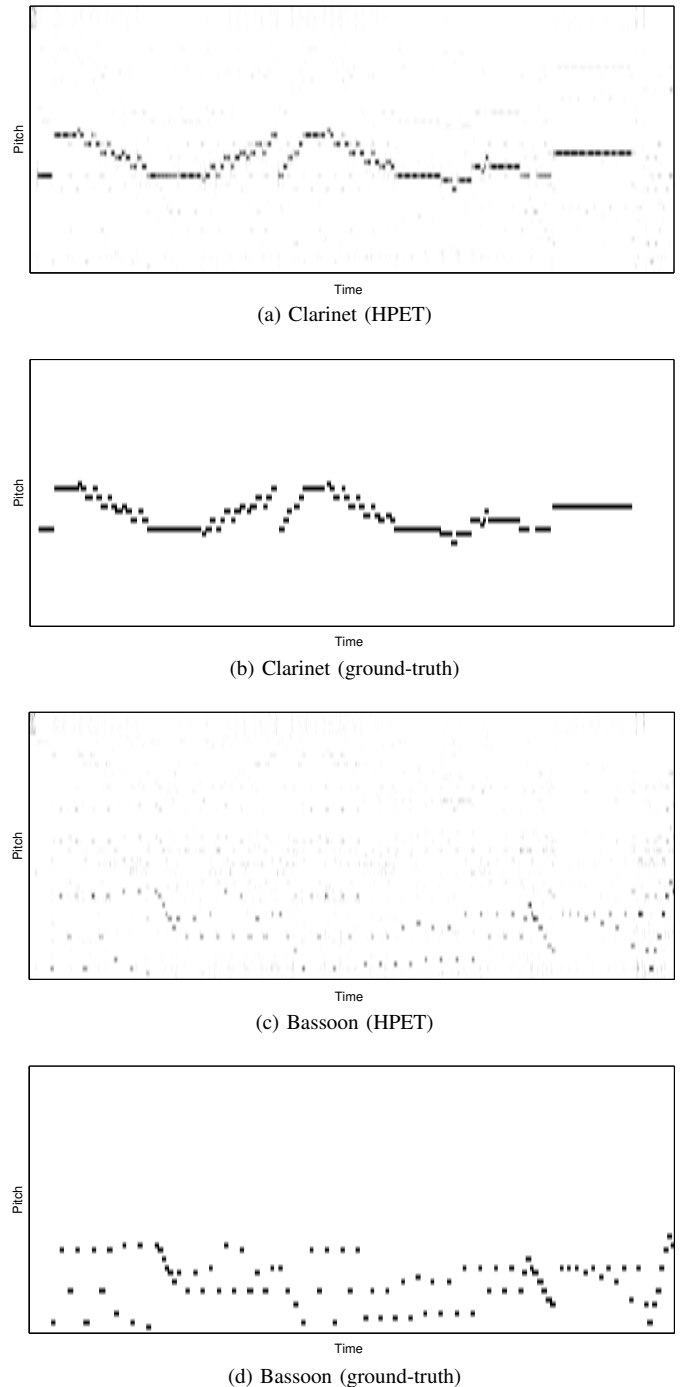 Pitch
Time
(a) Clarinet (HPET)
Pitch
Time
(b) Clarinet (ground-truth)
Pitch
Time
(c) Bassoon (HPET)
Pitch
Time
(d) Bassoon (ground-truth)